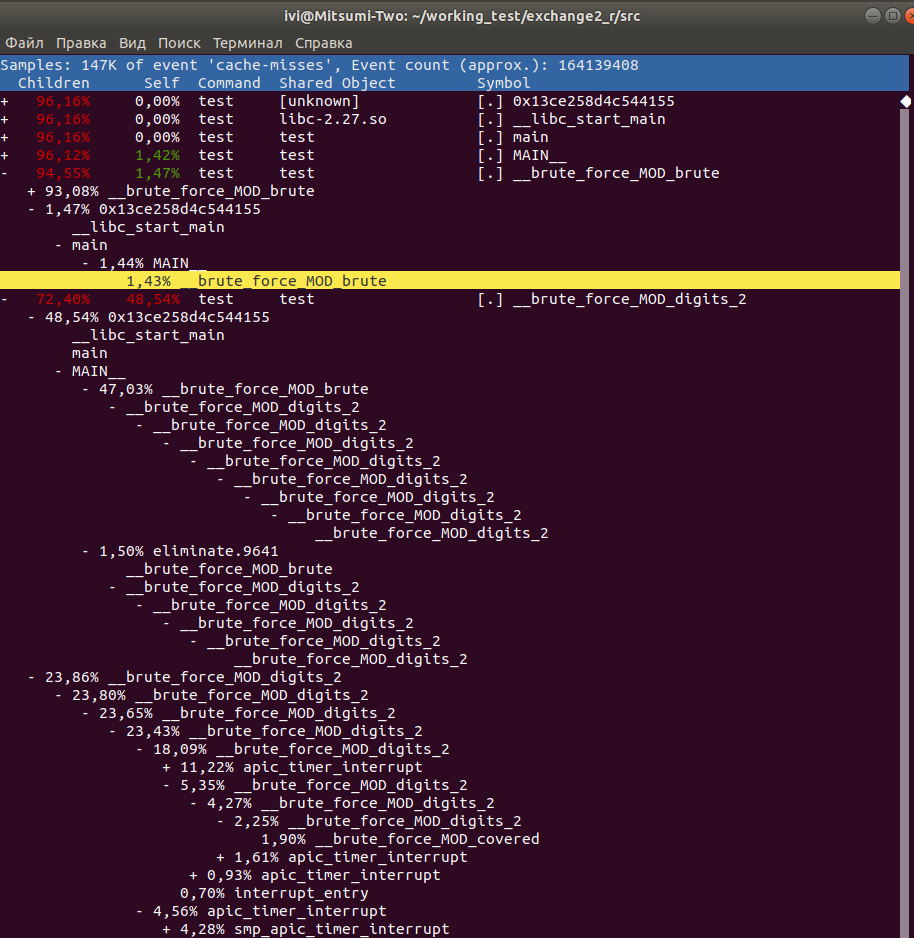 ivi@Mitsumi-Two: ~/working_test/exchange2_r/src
Файл Правка Вид Поиск Терминал Справка
Samples: 147K of event 'cache-misses', Event count (approx.): 164139408
Children Self Command Shared Object Symbol
+ 96,16% 0,00% test [unknown] [.] 0x13ce258d4c544155
+ 96,16% 0,00% test libc-2.27.so [.] __libc_start_main
+ 96,16% 0,00% test test [.] main
+ 96,12% 1,42% test test [.] MAIN__
- 94,55% 1,47% test test [.] __brute_force_MOD_brute
+ 93,08% __brute_force_MOD_brute
- 1,47% 0x13ce258d4c544155
__libc_start_main
- main
- 1,44% MAIN__
1,43% __brute_force_MOD_brute
- 72,40% 48,54% test test [.] __brute_force_MOD_digits_2
- 48,54% 0x13ce258d4c544155
__libc_start_main
main
- MAIN__
- 47,03% __brute_force_MOD_brute
- __brute_force_MOD_digits_2
- __brute_force_MOD_digits_2
- __brute_force_MOD_digits_2
- __brute_force_MOD_digits_2
- __brute_force_MOD_digits_2
- __brute_force_MOD_digits_2
- __brute_force_MOD_digits_2
__brute_force_MOD_digits_2
- 1,50% eliminate.9641
__brute_force_MOD_brute
- __brute_force_MOD_digits_2
- __brute_force_MOD_digits_2
- __brute_force_MOD_digits_2
- __brute_force_MOD_digits_2
__brute_force_MOD_digits_2
- 23,86% __brute_force_MOD_digits_2
- 23,80% __brute_force_MOD_digits_2
- 23,65% __brute_force_MOD_digits_2
- 23,43% __brute_force_MOD_digits_2
- 18,09% __brute_force_MOD_digits_2
+ 11,22% apic_timer_interrupt
- 5,35% __brute_force_MOD_digits_2
- 4,27% __brute_force_MOD_digits_2
- 2,25% __brute_force_MOD_digits_2
1,90% __brute_force_MOD_covered
+ 1,61% apic_timer_interrupt
+ 0,93% apic_timer_interrupt
0,70% interrupt_entry
- 4,56% apic_timer_interrupt
+ 4,28% smp_apic_timer_interrupt